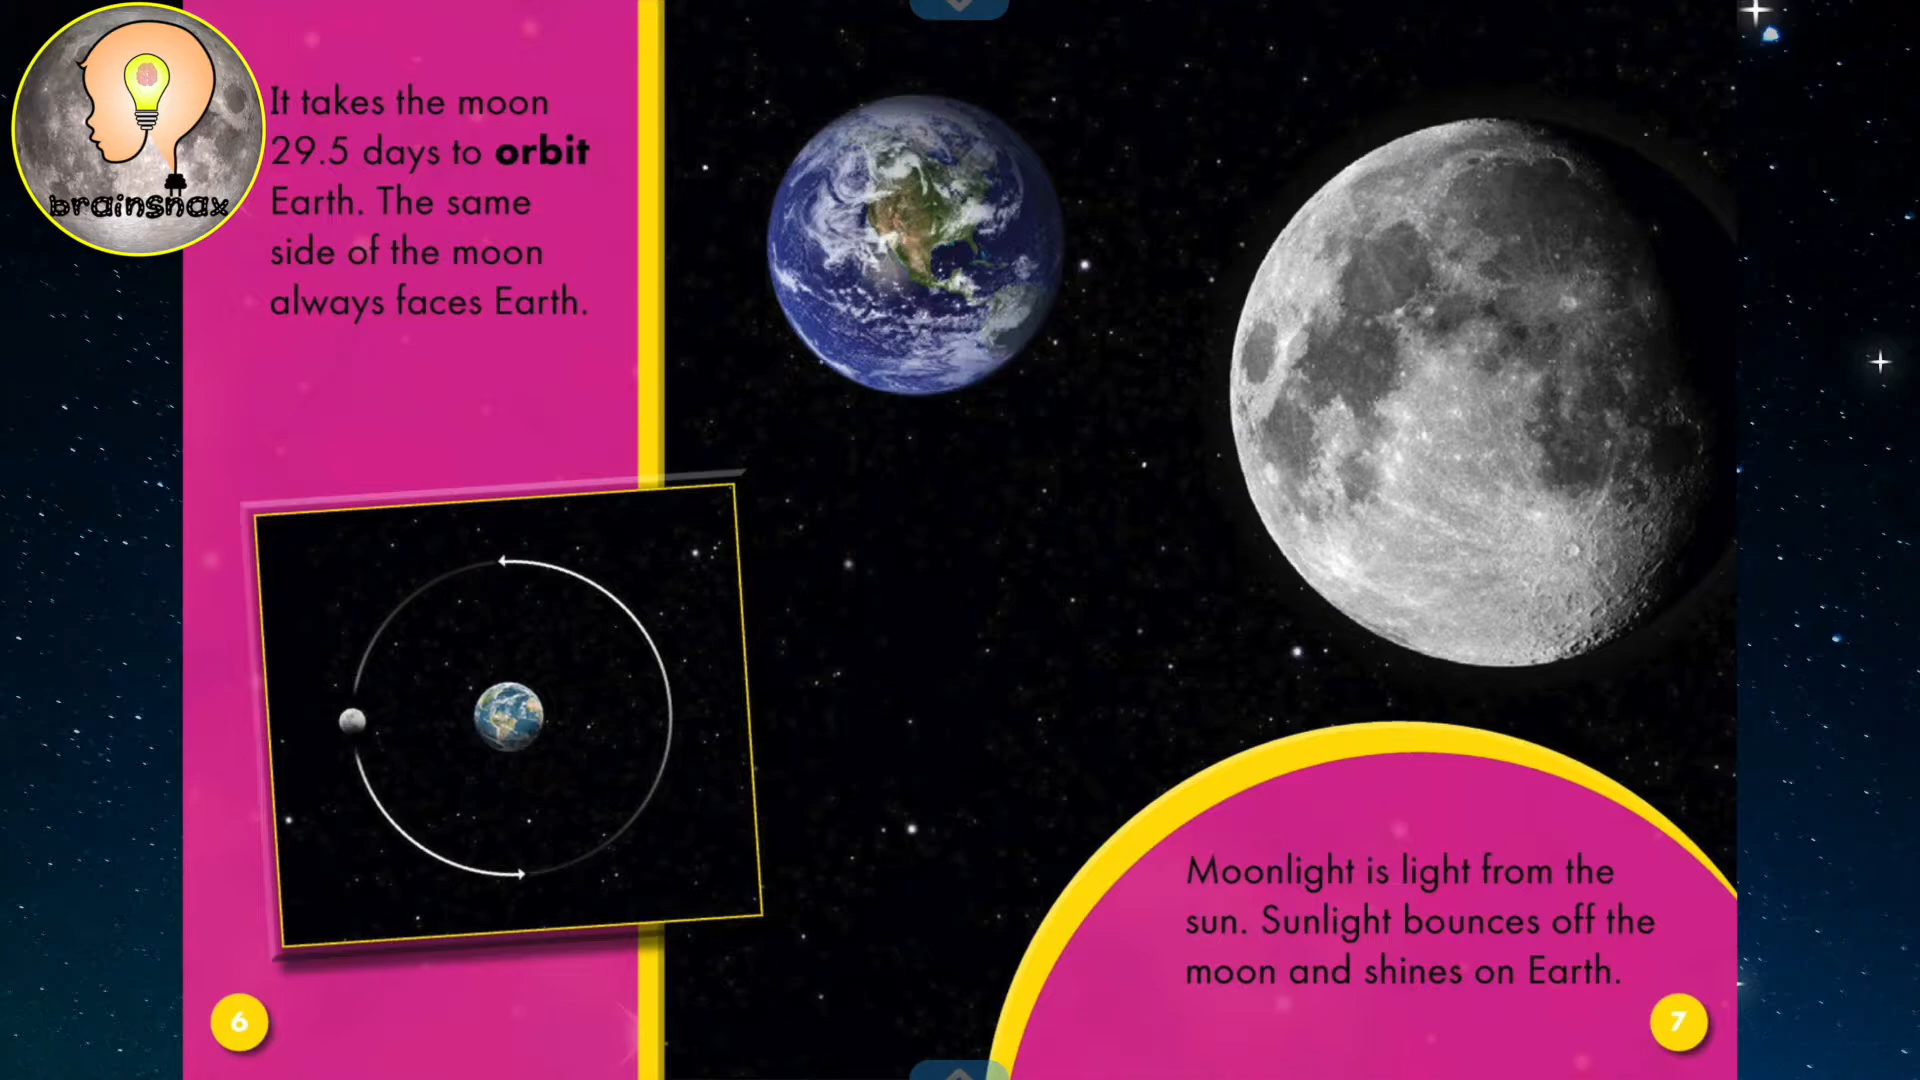 brainsnax
It takes the moon
29.5 days to orbit
Earth. The same
side of the moon
always faces Earth.
6
Moonlight is light from the
sun. Sunlight bounces off the
moon and shines on Earth.
7